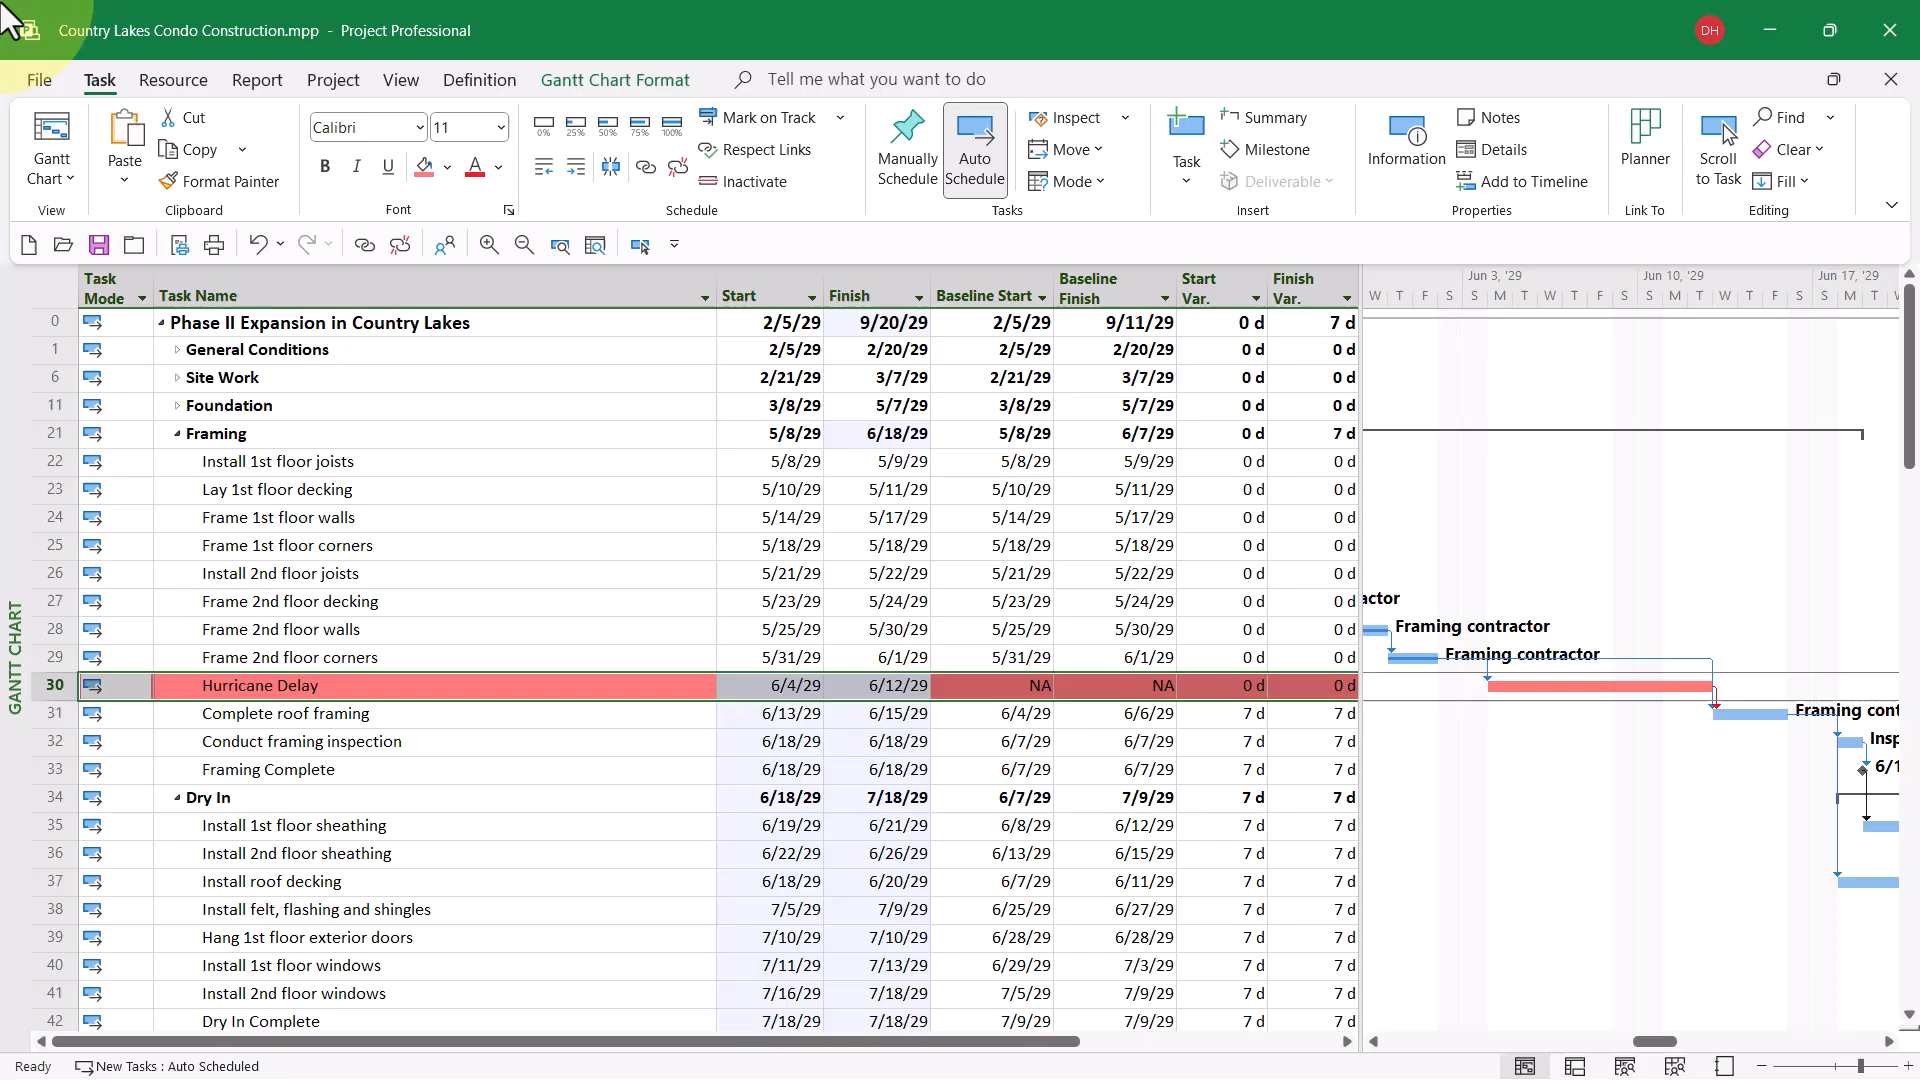 Country Lakes Condo Construction.mpp - Project Professional
DH
File Task Resource Report Project View Definition Gantt Chart Format Tell me what you want to do
Gantt Chart
View
Paste
Cut
Copy
Format Painter
Clipboard
Calibri 11
B I U A
Font
0% 25% 50% 75% 100%
Mark on Track
Respect Links
Inactivate
Schedule
Manually Schedule
Auto Schedule
Inspect
Move
Mode
Tasks
Task
Summary
Milestone
Deliverable
Insert
Information
Notes
Details
Add to Timeline
Properties
Planner
Link To
Scroll to Task
Find
Clear
Fill
Editing
Task Mode Task Name Start Finish Baseline Start Baseline Finish Start Var. Finish Var.
Jun 3, '29 Jun 10, '29 Jun 17, '29
W T F S S M T W T F S S M T W T F S S M T
0 Phase II Expansion in Country Lakes 2/5/29 9/20/29 2/5/29 9/11/29 0 d 7 d
1 General Conditions 2/5/29 2/20/29 2/5/29 2/20/29 0 d 0 d
6 Site Work 2/21/29 3/7/29 2/21/29 3/7/29 0 d 0 d
11 Foundation 3/8/29 5/7/29 3/8/29 5/7/29 0 d 0 d
21 Framing 5/8/29 6/18/29 5/8/29 6/7/29 0 d 7 d
22 Install 1st floor joists 5/8/29 5/9/29 5/8/29 5/9/29 0 d 0 d
23 Lay 1st floor decking 5/10/29 5/11/29 5/10/29 5/11/29 0 d 0 d
24 Frame 1st floor walls 5/14/29 5/17/29 5/14/29 5/17/29 0 d 0 d
25 Frame 1st floor corners 5/18/29 5/18/29 5/18/29 5/18/29 0 d 0 d
26 Install 2nd floor joists 5/21/29 5/22/29 5/21/29 5/22/29 0 d 0 d
27 Frame 2nd floor decking 5/23/29 5/24/29 5/23/29 5/24/29 0 d 0 d actor
28 Frame 2nd floor walls 5/25/29 5/30/29 5/25/29 5/30/29 0 d 0 d Framing contractor
29 Frame 2nd floor corners 5/31/29 6/1/29 5/31/29 6/1/29 0 d 0 d Framing contractor
30 Hurricane Delay 6/4/29 6/12/29 NA NA 0 d 0 d
31 Complete roof framing 6/13/29 6/15/29 6/4/29 6/6/29 7 d 7 d Framing cont
32 Conduct framing inspection 6/18/29 6/18/29 6/7/29 6/7/29 7 d 7 d Insp
33 Framing Complete 6/18/29 6/18/29 6/7/29 6/7/29 7 d 7 d 6/1
34 Dry In 6/18/29 7/18/29 6/7/29 7/9/29 7 d 7 d
35 Install 1st floor sheathing 6/19/29 6/21/29 6/8/29 6/12/29 7 d 7 d
36 Install 2nd floor sheathing 6/22/29 6/26/29 6/13/29 6/15/29 7 d 7 d
37 Install roof decking 6/18/29 6/20/29 6/7/29 6/11/29 7 d 7 d
38 Install felt, flashing and shingles 7/5/29 7/9/29 6/25/29 6/27/29 7 d 7 d
39 Hang 1st floor exterior doors 7/10/29 7/10/29 6/28/29 6/28/29 7 d 7 d
40 Install 1st floor windows 7/11/29 7/13/29 6/29/29 7/3/29 7 d 7 d
41 Install 2nd floor windows 7/16/29 7/18/29 7/5/29 7/9/29 7 d 7 d
42 Dry In Complete 7/18/29 7/18/29 7/9/29 7/9/29 7 d 7 d
GANTT CHART
Ready New Tasks : Auto Scheduled